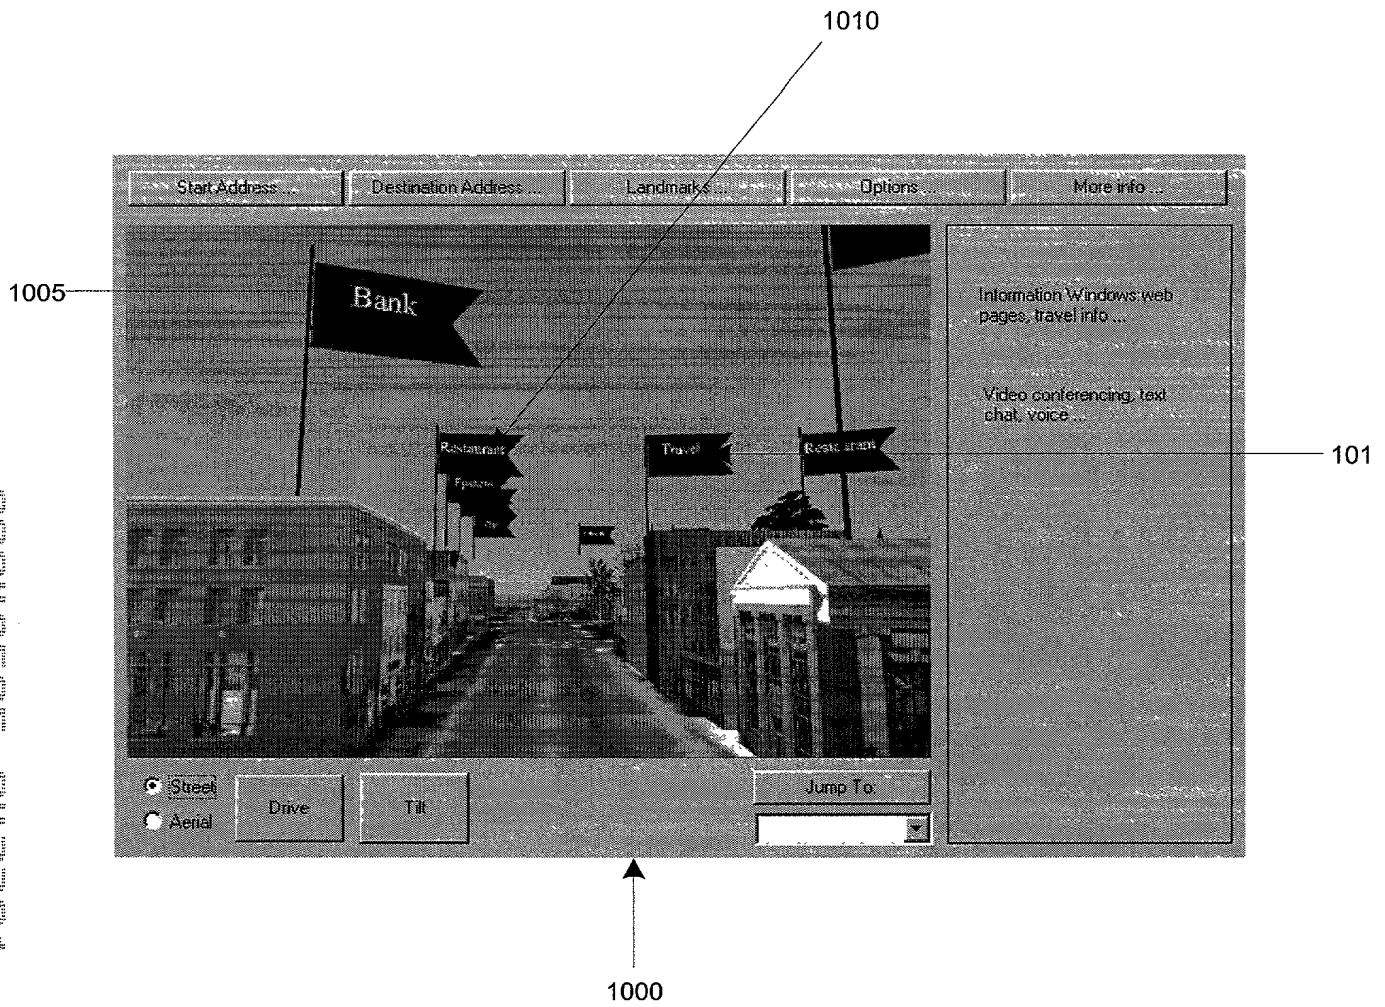 1010
Start Address ...
Destination Address ...
Landmarks ...
Options
More info ...
1005
Bank
Information Windows:web
pages, travel info ...
Video conferencing, text
chat, voice ...
Restaurant
Travel
101
Street
Aerial
Drive
Tilt
Jump To:
1000